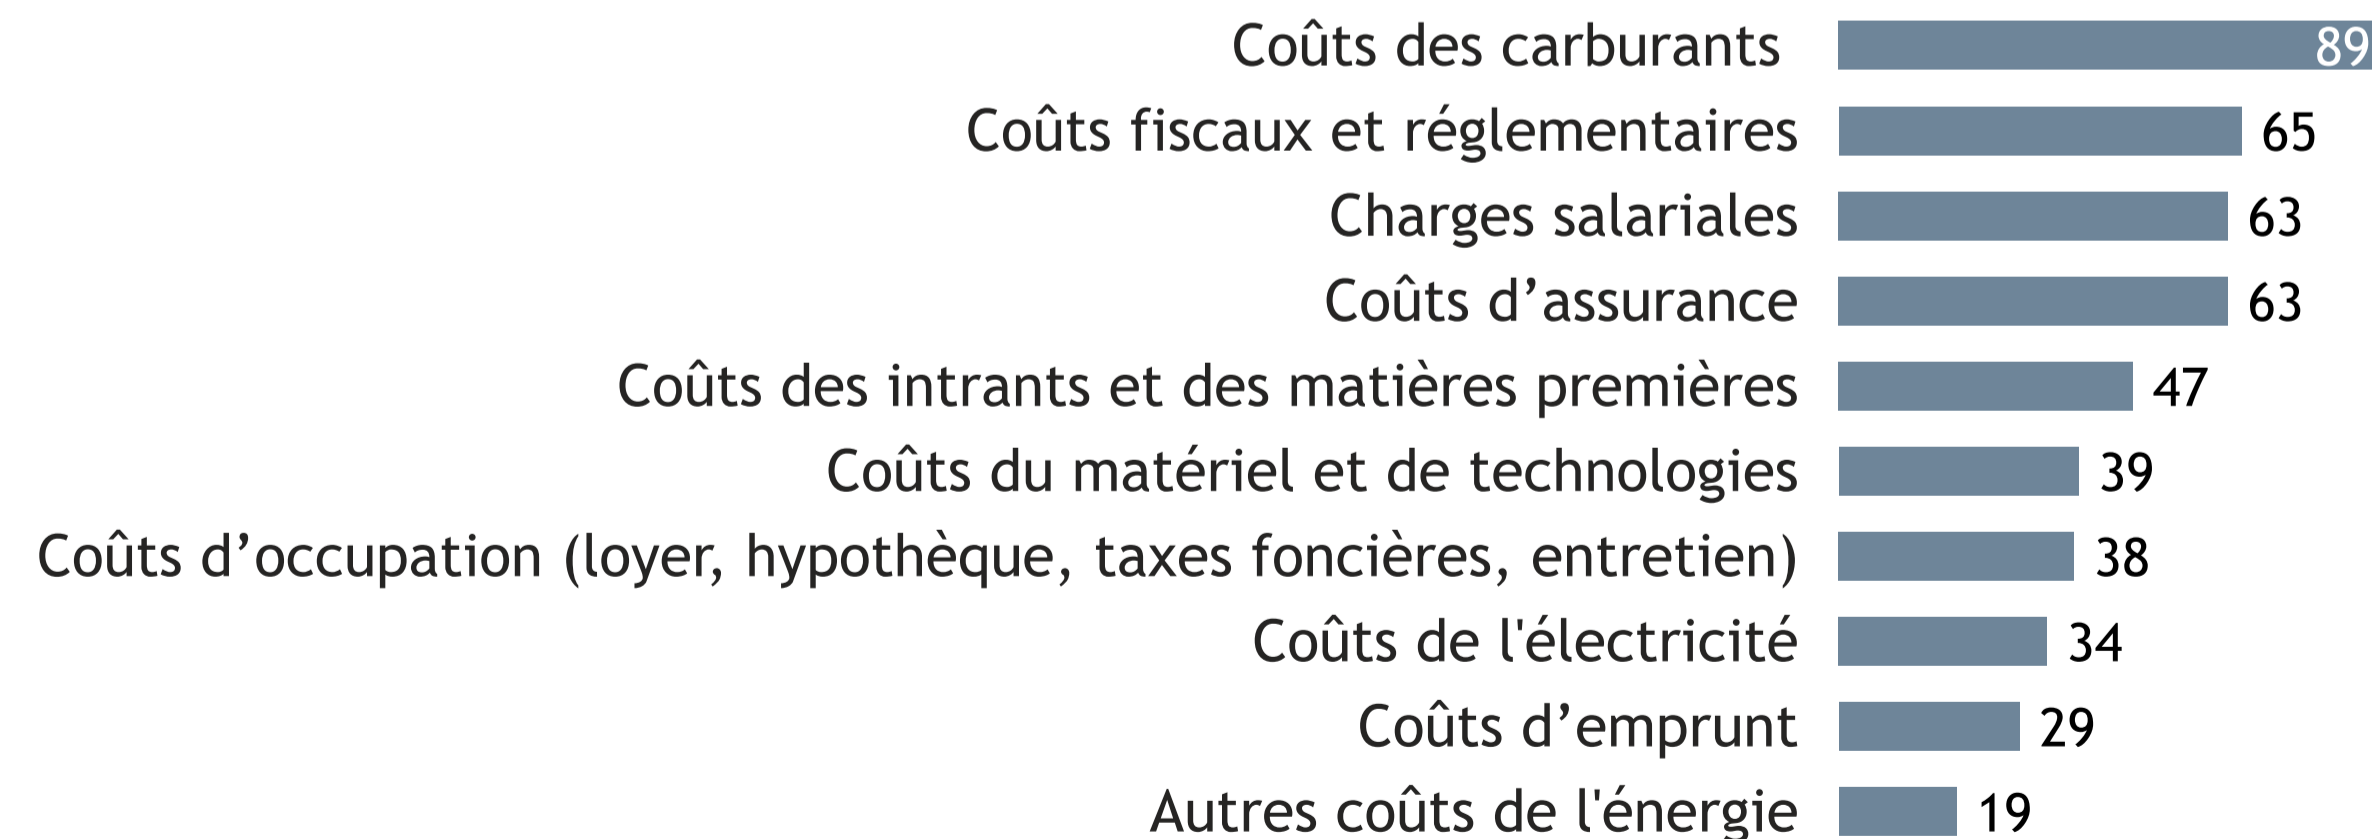 Coûts des carburants 89
Coûts fiscaux et réglementaires 65
Charges salariales 63
Coûts d’assurance 63
Coûts des intrants et des matières premières 47
Coûts du matériel et de technologies 39
Coûts d’occupation (loyer, hypothèque, taxes foncières, entretien) 38
Coûts de l'électricité 34
Coûts d’emprunt 29
Autres coûts de l'énergie 19